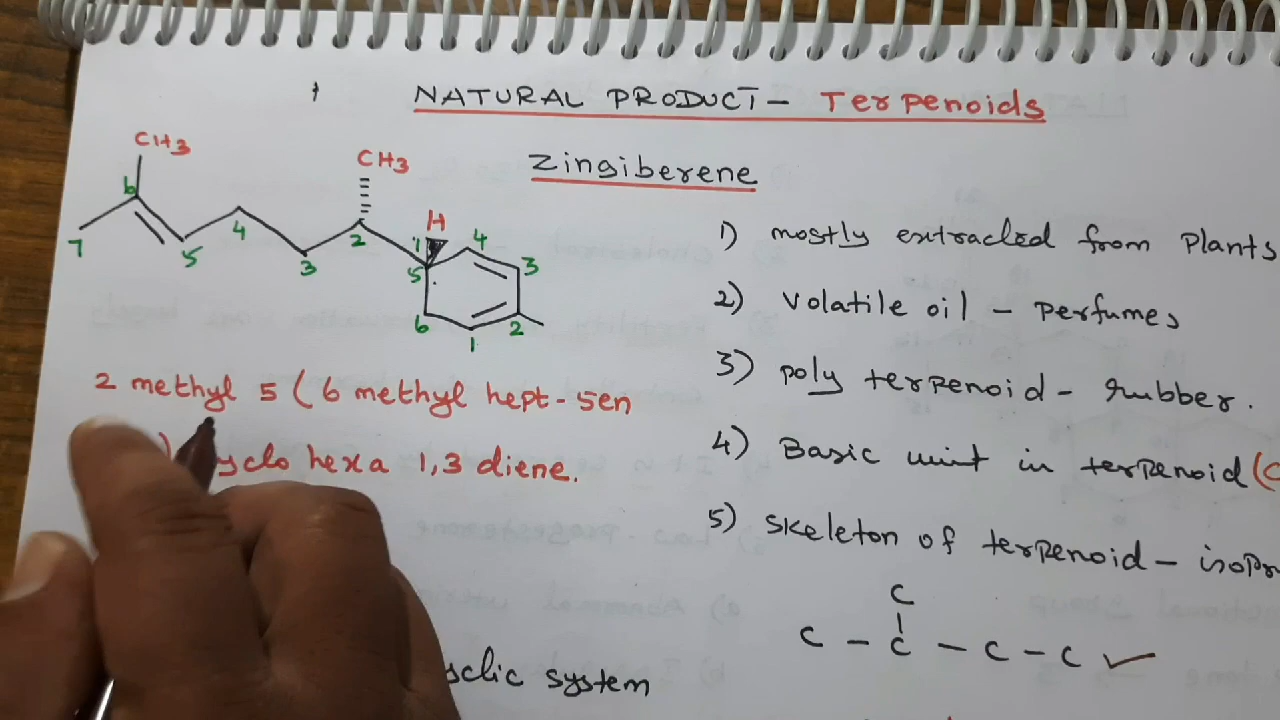 NATURAL PRODUCT - Terpenoids
Zingiberene
CH3
CH3
H
6
7
5
4
3
2
1
5
4
3
2
1
6
1) mostly extracted from plants
2) volatile oil - perfumes
3) poly terpenoid - rubber.
4) Basic unit in terpenoid (
5) skeleton of terpenoid -
C
C - C - C - C
2 methyl 5 ( 6 methyl hept - 5en
) cyclo hexa 1,3 diene.
system